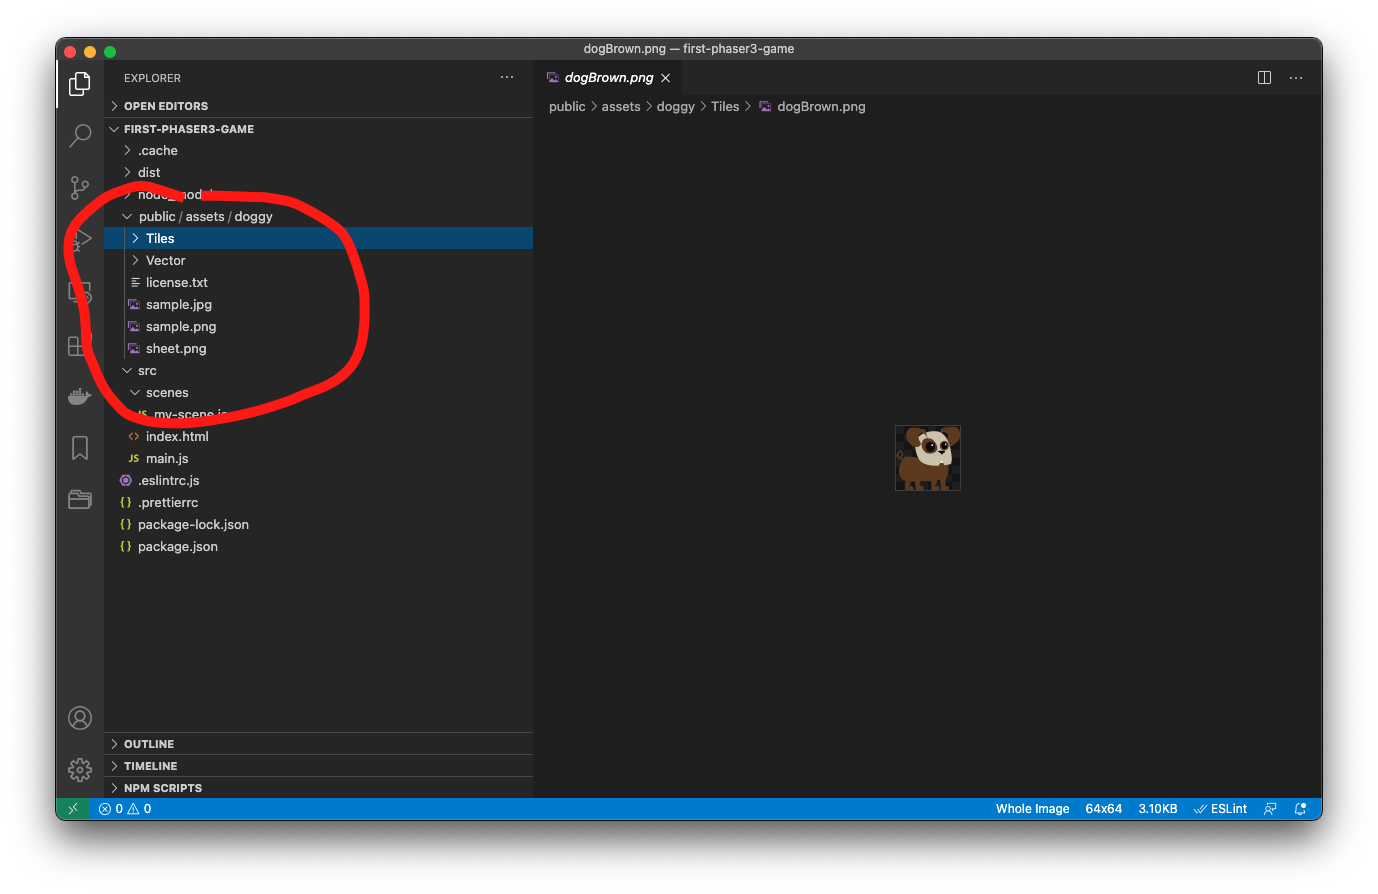 dogBrown.png — first-phaser3-game
EXPLORER
dogBrown.png
OPEN EDITORS
public > assets > doggy > Tiles > dogBrown.png
FIRST-PHASER3-GAME
.cache
dist
public / assets / doggy
Tiles
Vector
license.txt
sample.jpg
sample.png
sheet.png
src
scenes
JS my-scene.js
<> index.html
JS main.js
.eslintrc.js
{} .prettierrc
{} package-lock.json
{} package.json
OUTLINE
TIMELINE
NPM SCRIPTS
0 0 Whole Image 64x64 3.10KB ESLint